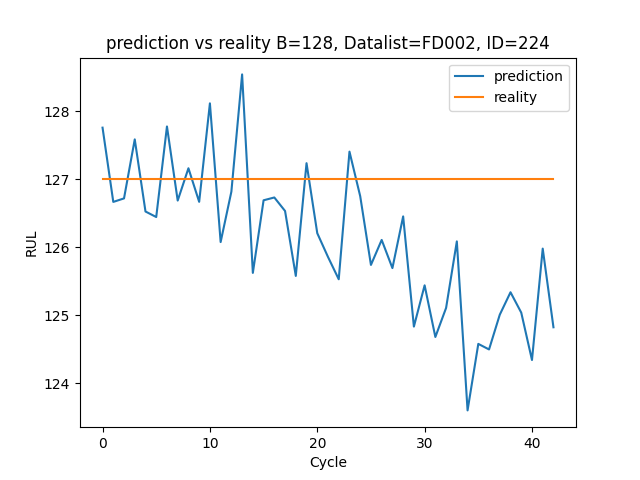 prediction vs reality B=128, Datalist=FD002, ID=224
prediction
reality
128
127
126
125
124
RUL
0 10 20 30 40
Cycle